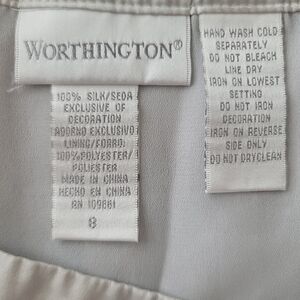 WORTHINGTON®
100% SILK/SEDA
EXCLUSIVE OF
DECORATION
ADORNO EXCLUSIVO
LINING/FORRO:
100%POLYESTER/
POLIESTER
MADE IN CHINA
HECHO EN CHINA
RN 109881
8
HAND WASH COLD
SEPARATELY
DO NOT BLEACH
LINE DRY
IRON ON LOWEST
SETTING
DO NOT IRON
DECORATION
IRON ON REVERSE
SIDE ONLY
DO NOT DRYCLEAN